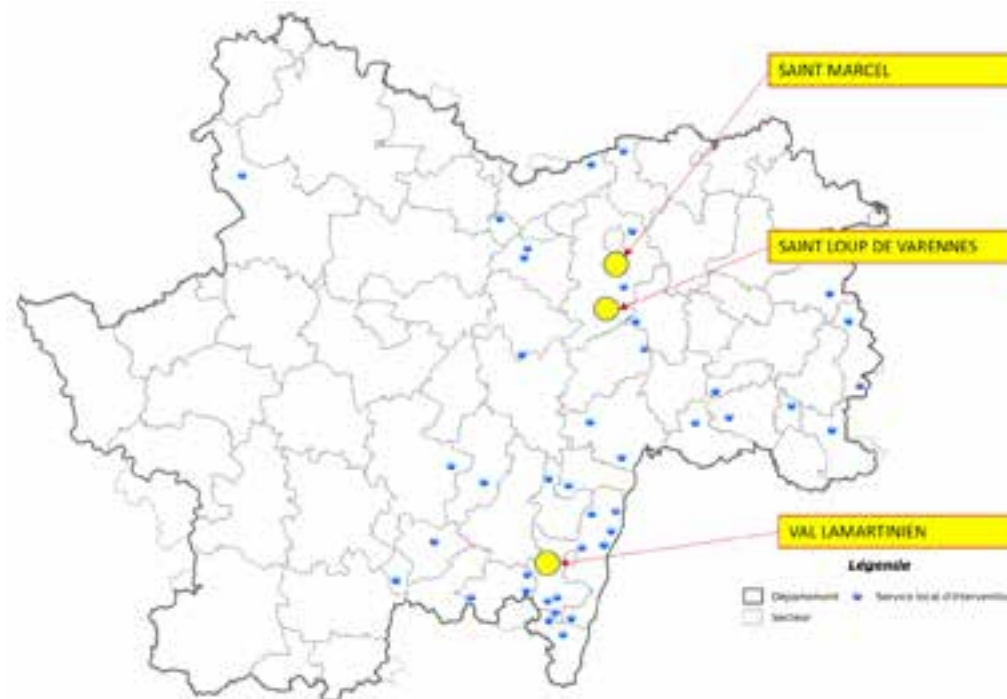 SAINT MARCEL
SAINT LOUP DE VARENNES
VAL LAMARTINIEN
Légende
Département
Service local d'intervention
Secteur